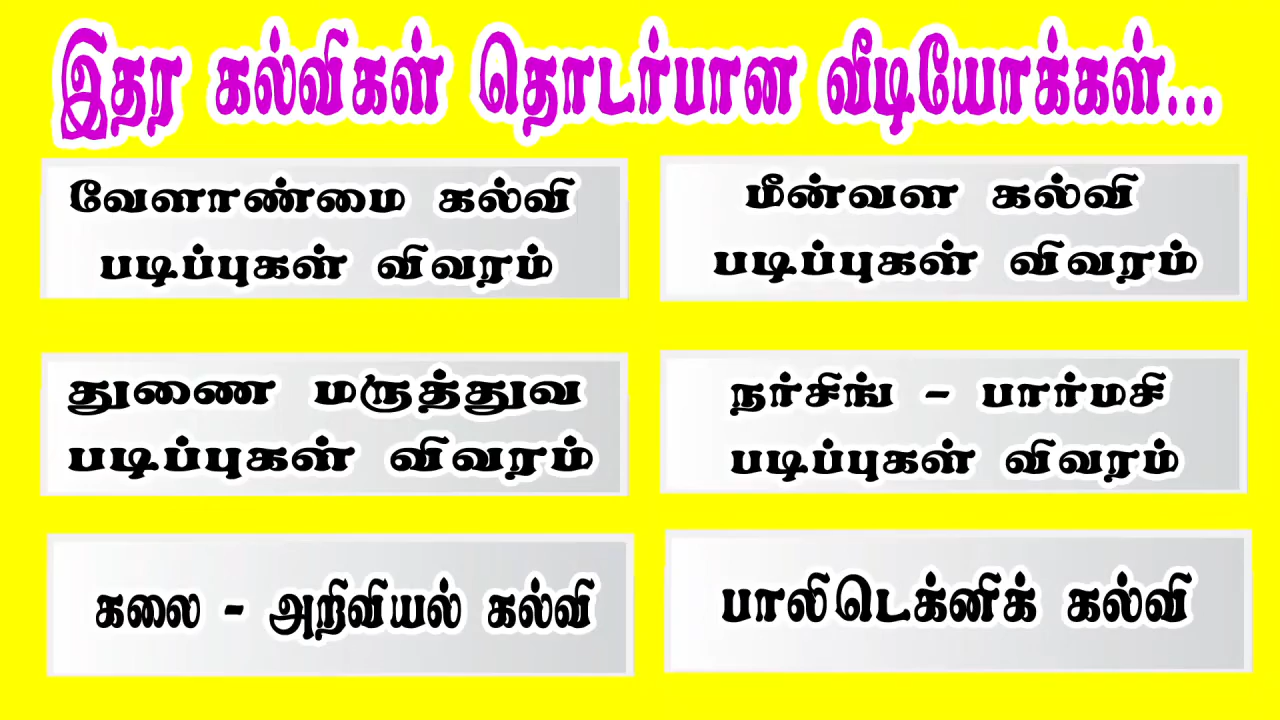 இதர கல்விகள் தொடர்பான வீடியோக்கள்...
வேளாண்மை கல்வி
படிப்புகள் விவரம்
மீன்வள கல்வி
படிப்புகள் விவரம்
துணை மருத்துவ
படிப்புகள் விவரம்
நர்சிங் - பார்மசி
படிப்புகள் விவரம்
கலை - அறிவியல் கல்வி
பாலிடெக்னிக் கல்வி